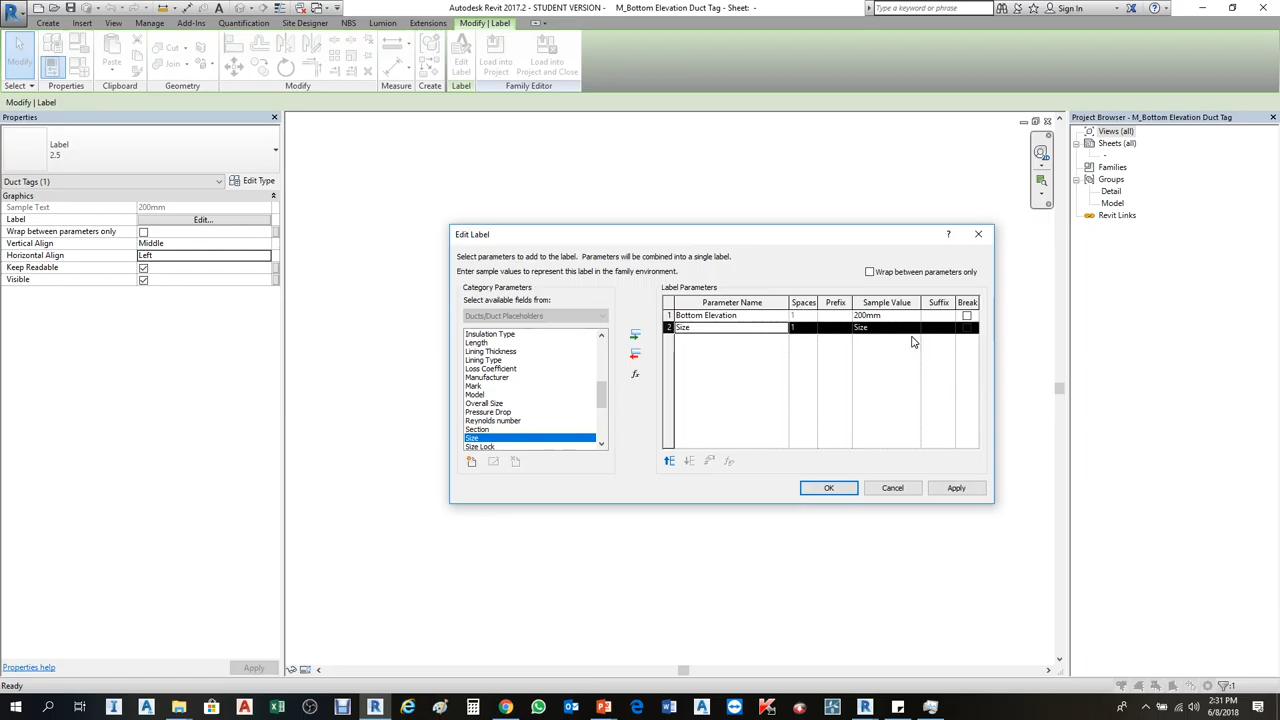 Autodesk Revit 2017.2 - STUDENT VERSION - M_Bottom Elevation Duct Tag - Sheet: -
Type a keyword or phrase
Sign In
Create Insert View Manage Add-Ins Quantification Site Designer NBS Lumion Extensions Modify | Label
Modify
Paste
Cut
Join
Edit Label
Load into Project
Load into Project and Close
Select Properties Clipboard Geometry Modify Measure Create Label Family Editor
Modify | Label
Properties
Label
2.5
Duct Tags (1)
Edit Type
Graphics
Sample Text 200mm
Label Edit...
Wrap between parameters only
Vertical Align Middle
Horizontal Align Left
Keep Readable
Visible
Properties help
Apply
Project Browser - M_Bottom Elevation Duct Tag
Views (all)
Sheets (all)
-
Families
Groups
Detail
Model
Revit Links
Edit Label
?
Select parameters to add to the label. Parameters will be combined into a single label.
Enter sample values to represent this label in the family environment.
Wrap between parameters only
Category Parameters
Select available fields from:
Ducts/Duct Placeholders
Insulation Type
Length
Lining Thickness
Lining Type
Loss Coefficient
Manufacturer
Mark
Model
Overall Size
Pressure Drop
Reynolds number
Section
Size
Size Lock
fx
Label Parameters
Parameter Name Spaces Prefix Sample Value Suffix Break
1 Bottom Elevation 1 200mm
2 Size 1 Size
OK Cancel Apply
Ready
:1
2:31 PM
6/8/2018